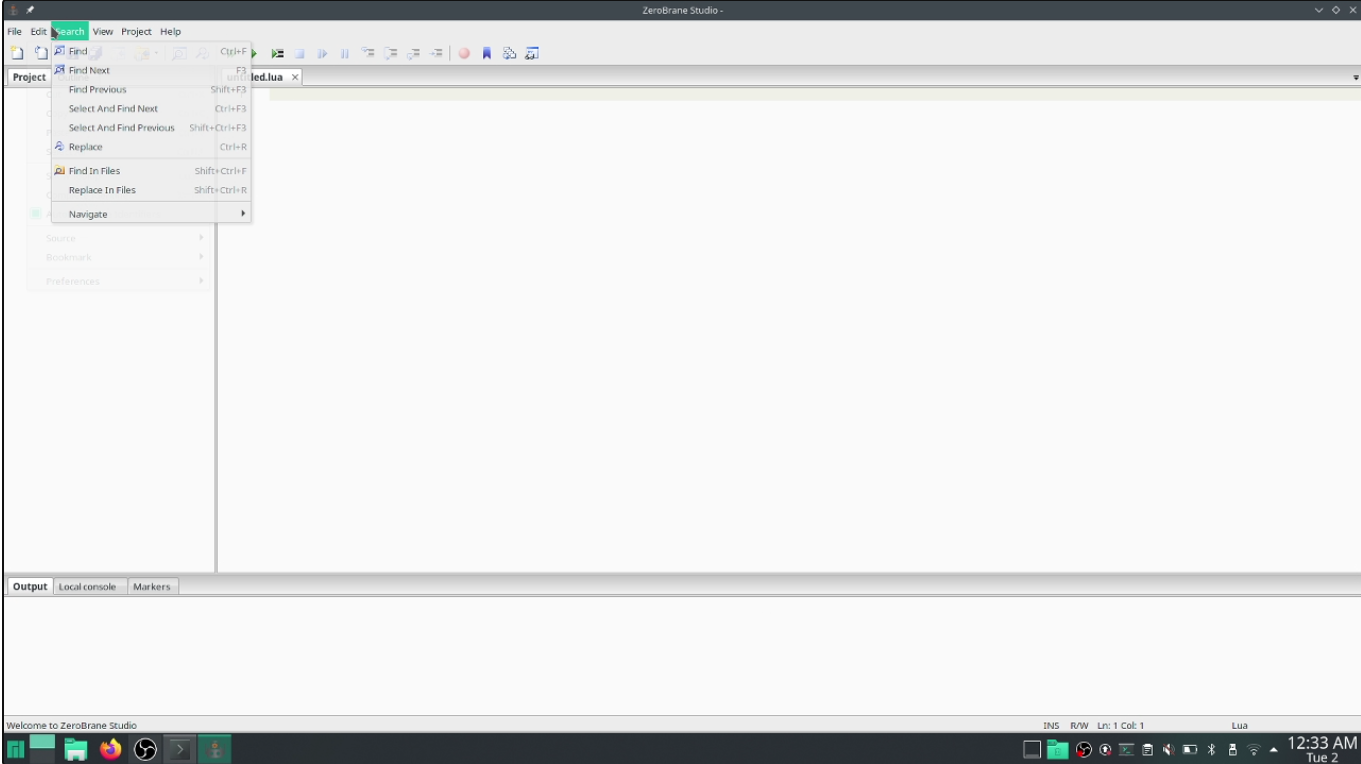 ZeroBrane Studio -
File Edit Search View Project Help
Find Ctrl+F
Find Next F3
Project
led.lua
Find Previous Shift+F3
Select And Find Next Ctrl+F3
Select And Find Previous Shift+Ctrl+F3
Replace Ctrl+R
Find In Files Shift+Ctrl+F
Replace In Files Shift+Ctrl+R
Navigate
Source
Bookmark
Preferences
Output Local console Markers
Welcome to ZeroBrane Studio INS R/W Ln: 1 Col: 1 Lua
12:33 AM
Tue 2